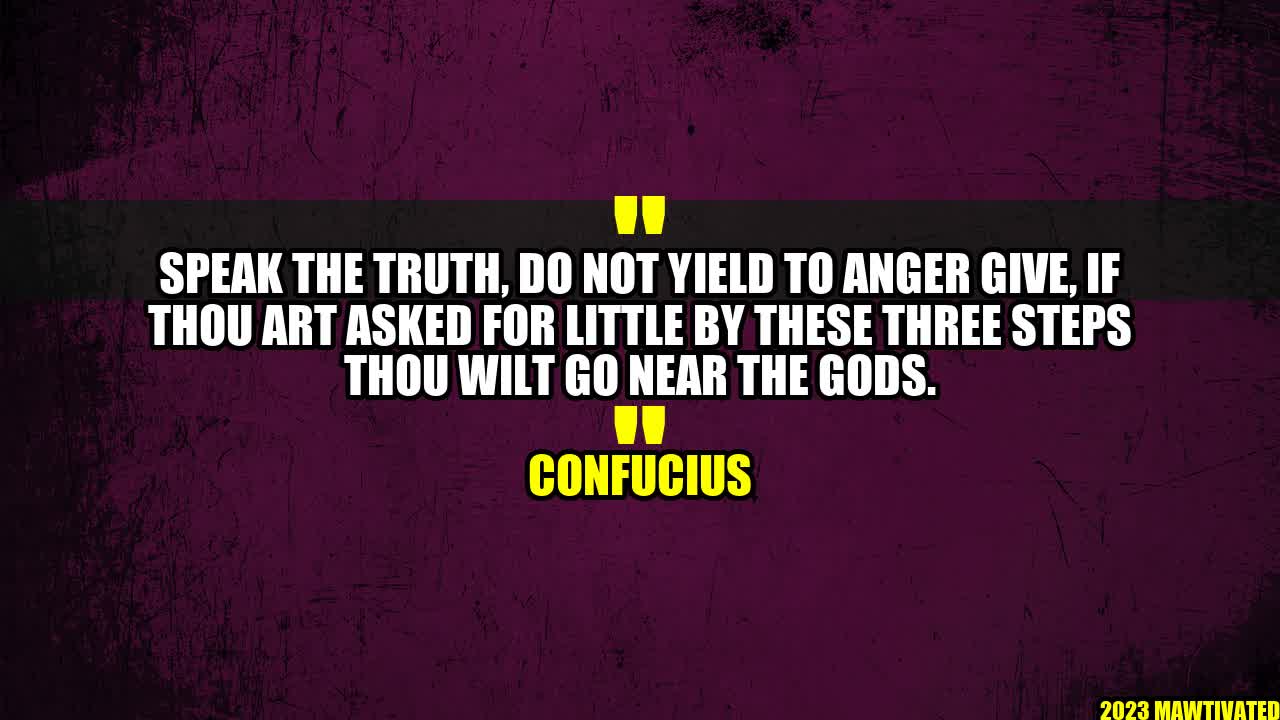 "
SPEAK THE TRUTH, DO NOT YIELD TO ANGER GIVE, IF
THOU ART ASKED FOR LITTLE BY THESE THREE STEPS
THOU WILT GO NEAR THE GODS.
"
CONFUCIUS
2023 MAWTIVATED